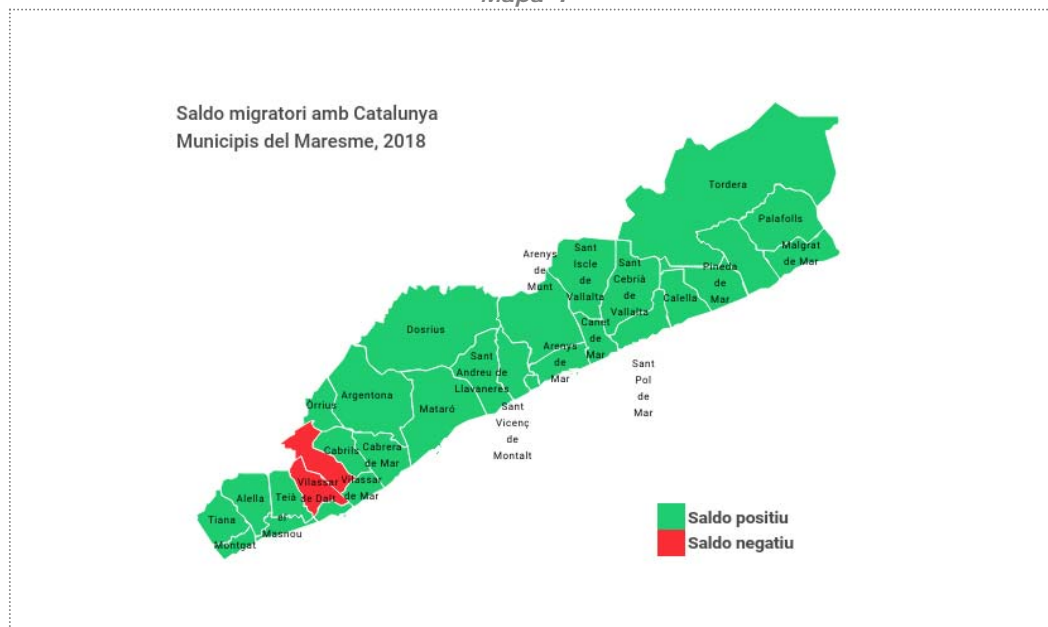 Saldo migratori amb Catalunya
Municipis del Maresme, 2018
Tordera
Palafolls
Malgrat
de Mar
Pineda
de
Mar
Calella
Sant
Cebrià
de
Vallalta
Sant
Iscle
de
Vallalta
Arenys
de
Munt
Canet
de
Mar
Arenys
de
Mar
Sant
Pol
de
Mar
Dosrius
Sant
Andreu de
Llavaneres
Sant
Vicenç
de
Montalt
Mataró
Argentona
Orrius
Cabrils
Cabrera
de Mar
Vilassar
de Mar
Vilassar
de Dalt
Teià
el
Masnou
Alella
Tiana
Montgat
Saldo positiu
Saldo negatiu